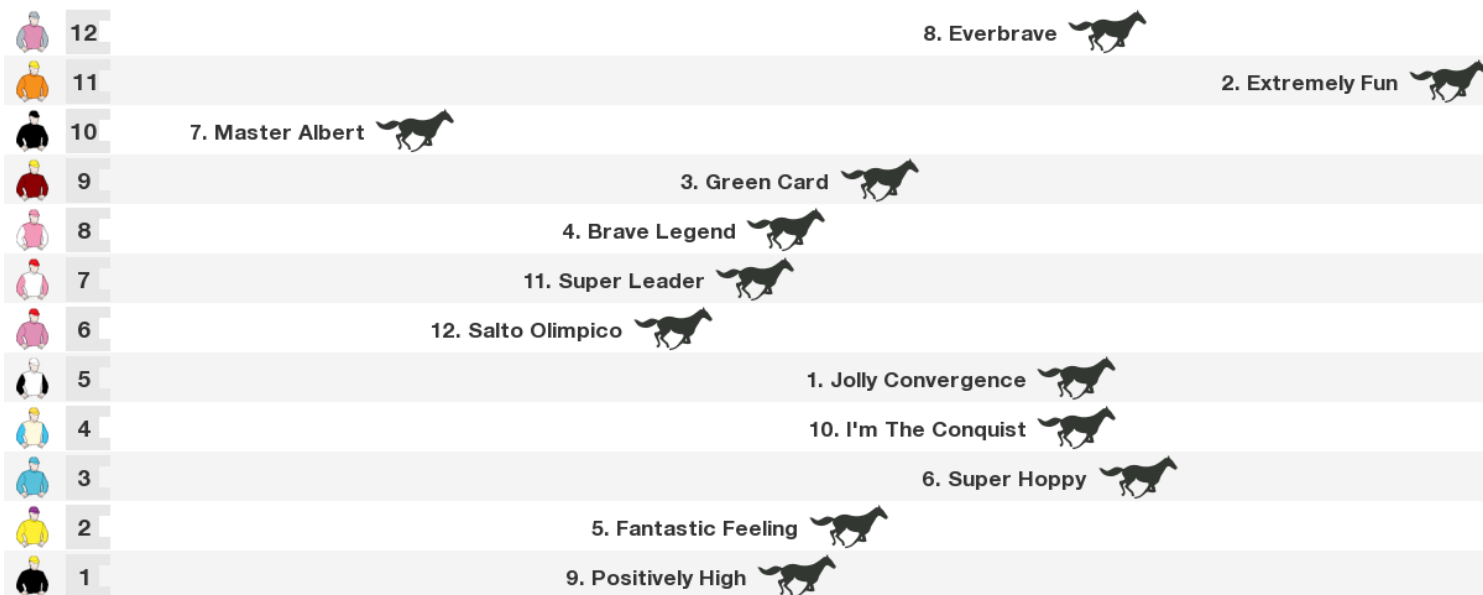 12 8. Everbrave
11 2. Extremely Fun
10 7. Master Albert
9 3. Green Card
8 4. Brave Legend
7 11. Super Leader
6 12. Salto Olimpico
5 1. Jolly Convergence
4 10. I'm The Conquist
3 6. Super Hoppy
2 5. Fantastic Feeling
1 9. Positively High